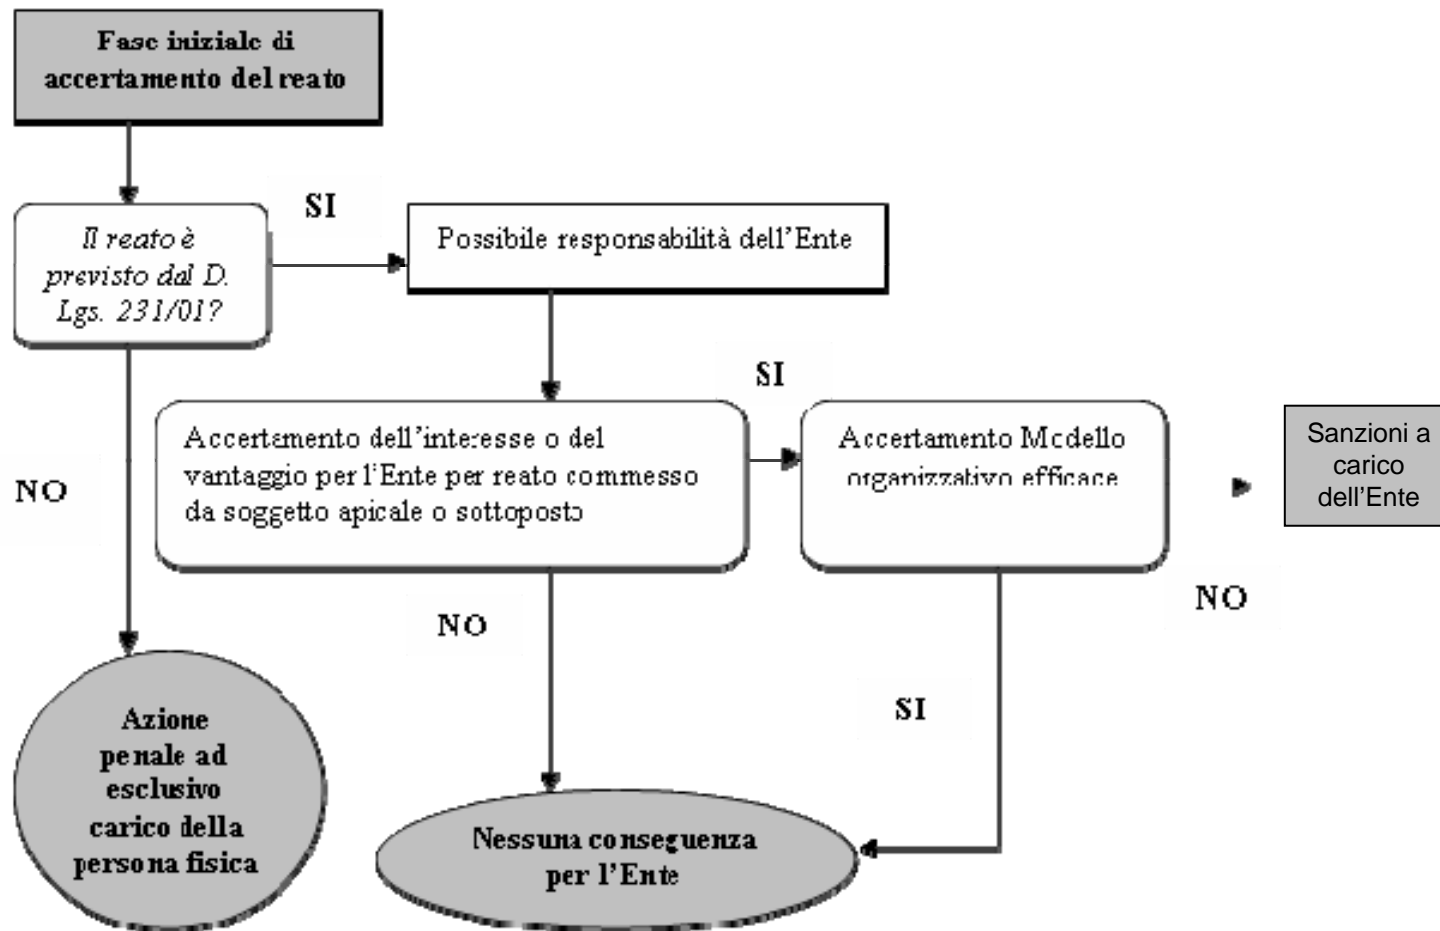 Fase iniziale di
accertamento del reato
SI
Il reato è
previsto dal D.
Lgs. 231/01?
Possibile responsabilità dell'Ente
SI
Accertamento dell'interesse o del
vantaggio per l'Ente per reato commesso
da soggetto apicale o sottoposto
Accertamento Modello
organizzativo efficace
Sanzioni a
carico
dell'Ente
NO
NO
NO
SI
Azione
penale ad
esclusivo
carico della
persona fisica
Nessuna conseguenza
per l'Ente